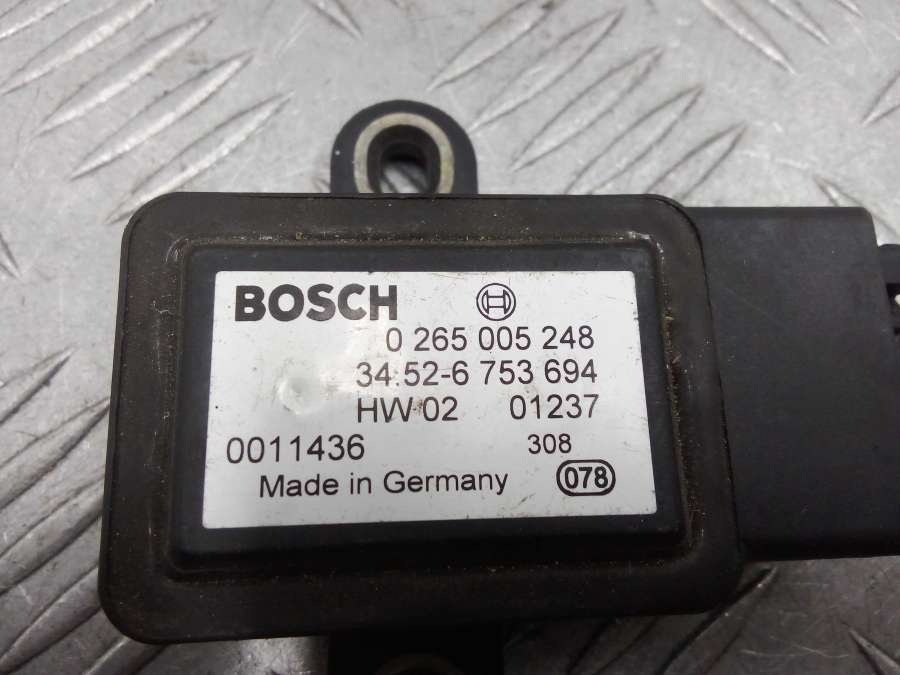 BOSCH
0 265 005 248
34.52-6 753 694
HW 02 01237
0011436 308
Made in Germany 078